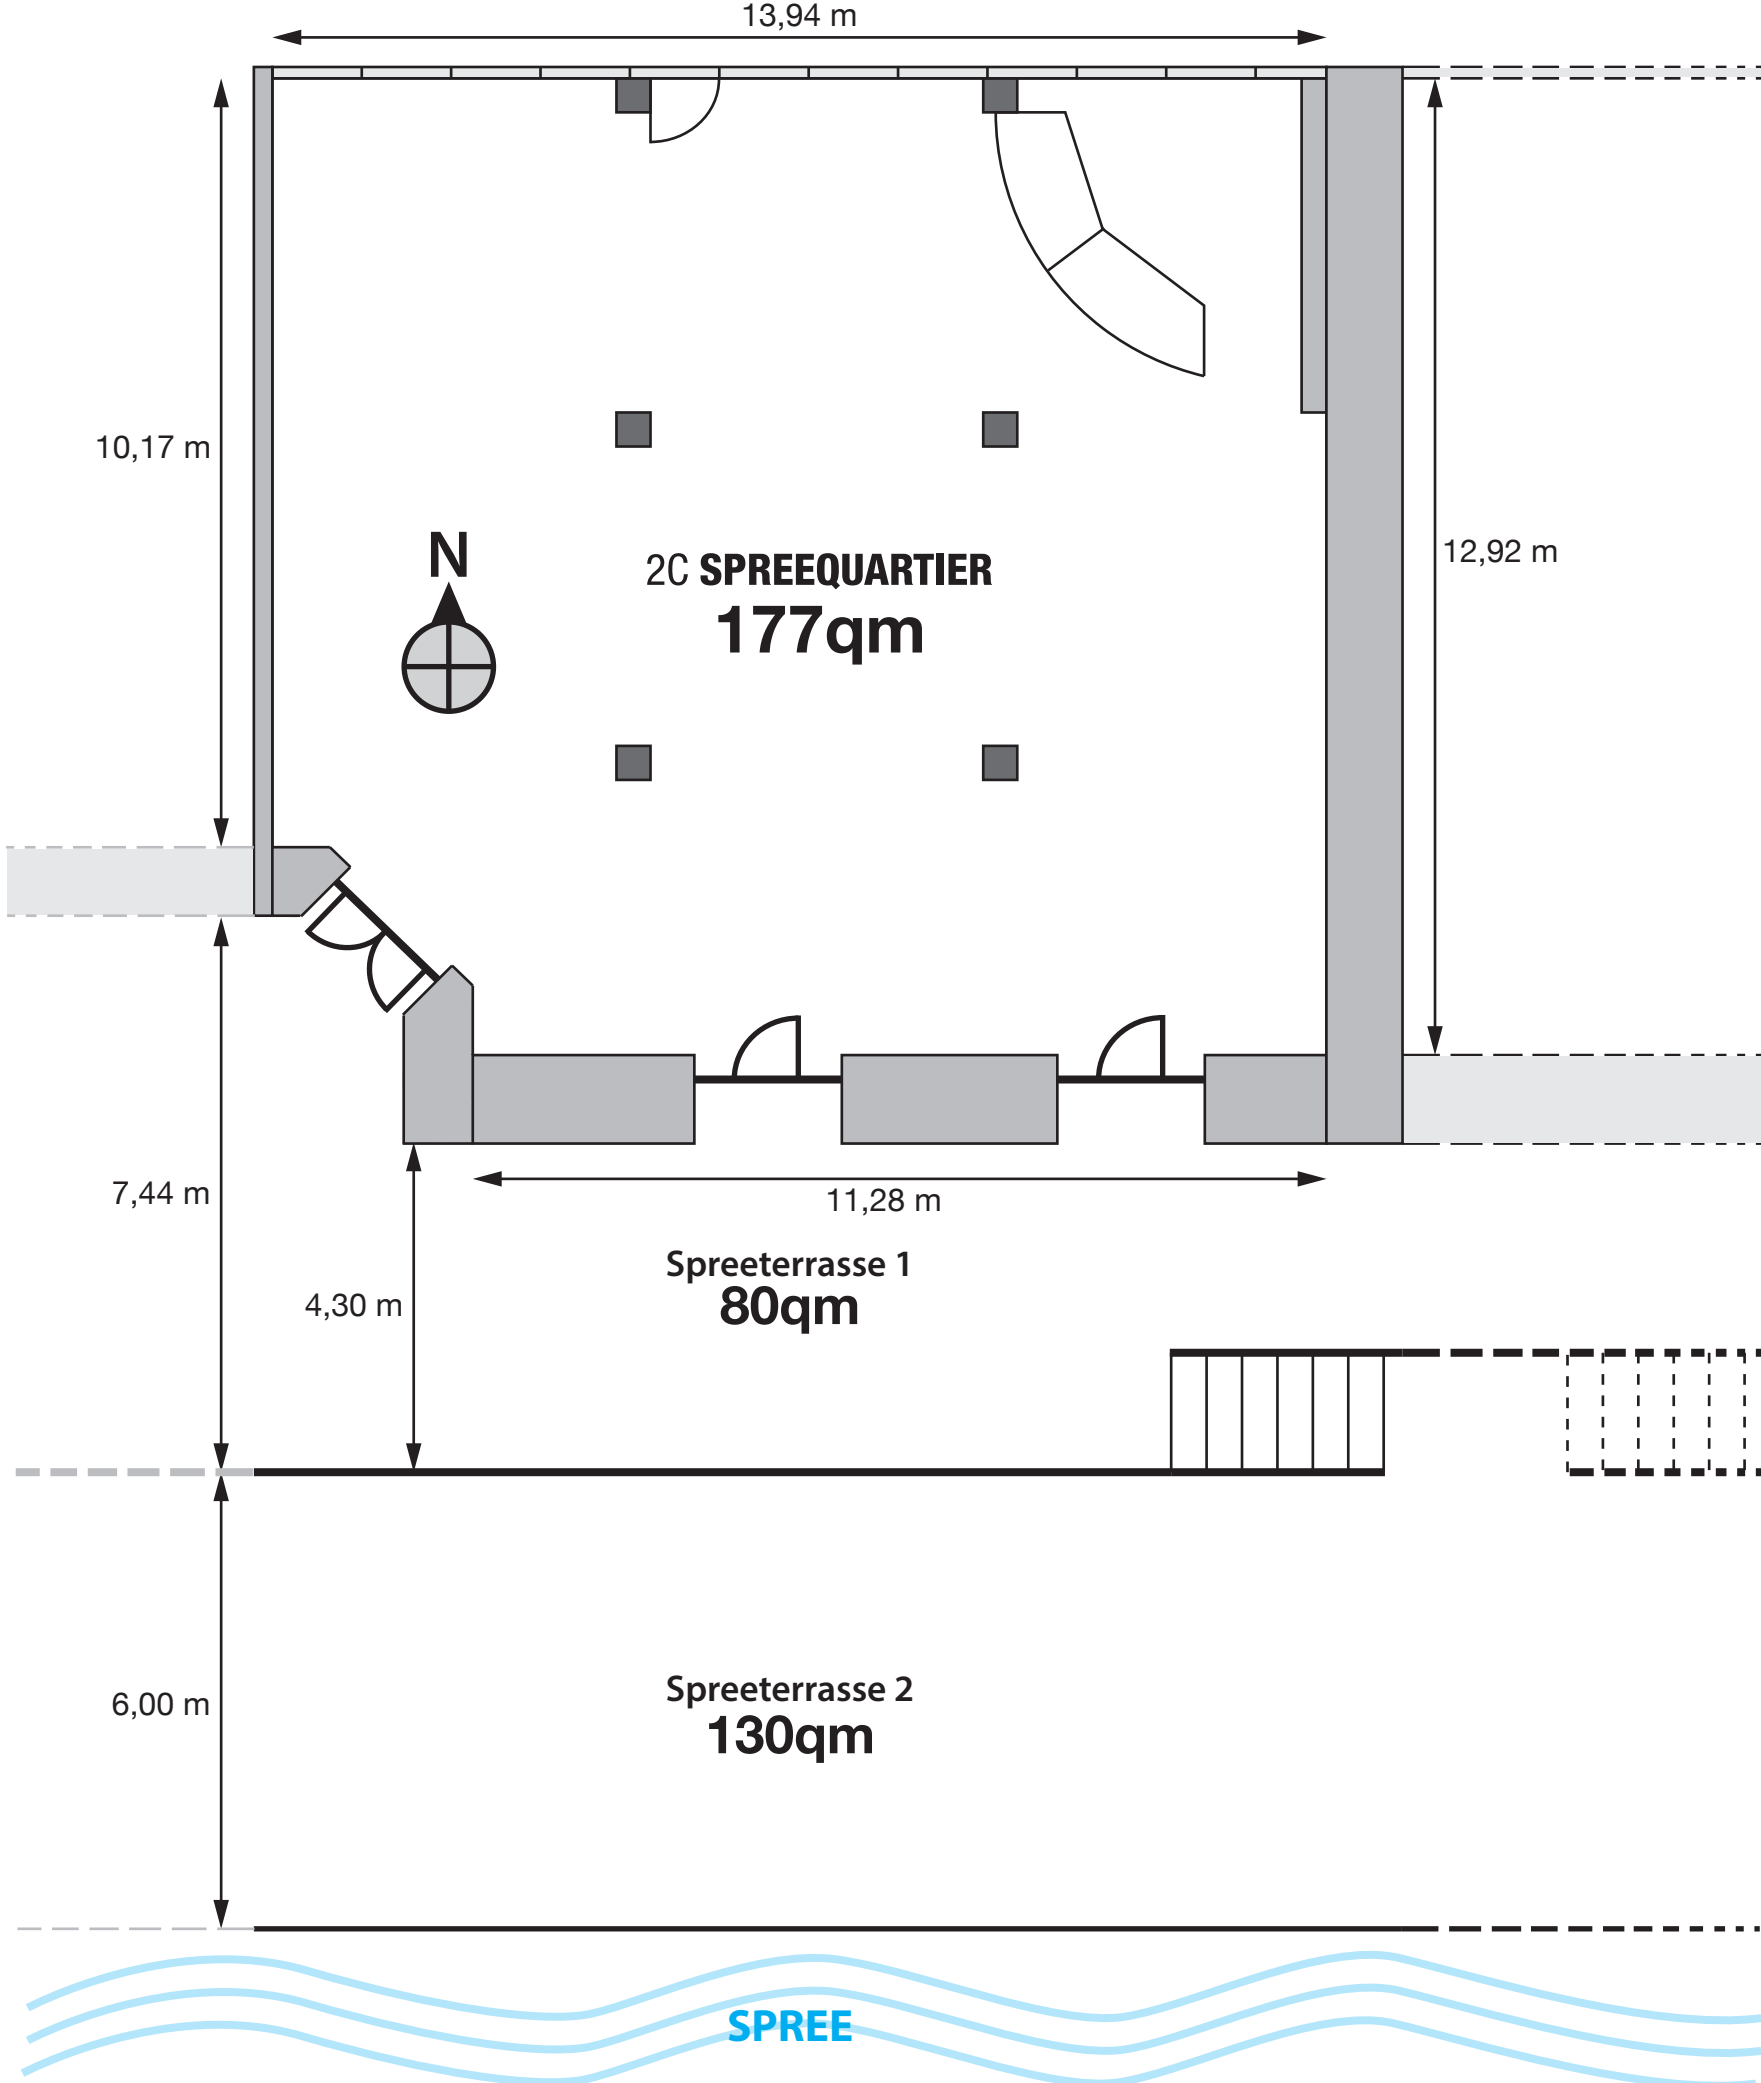 13,94 m
10,17 m
N
2C SPREEQUARTIER
177qm
12,92 m
7,44 m
11,28 m
Spreeterrasse 1
80qm
4,30 m
Spreeterrasse 2
130qm
6,00 m
SPREE